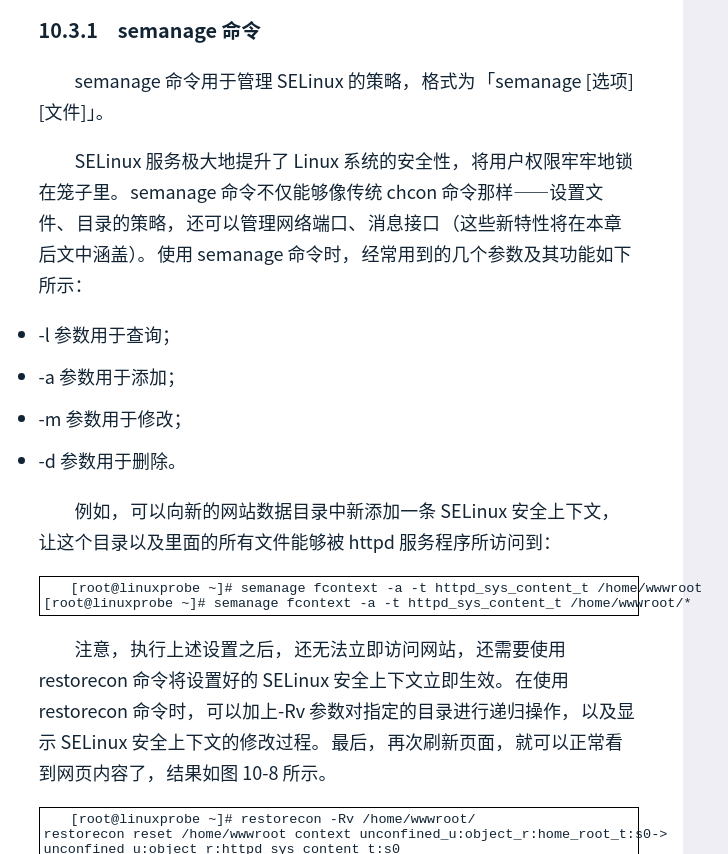 10.3.1 semanage 命令
semanage 命令用于管理 SELinux 的策略，格式为「semanage [选项]
[文件]」。
SELinux 服务极大地提升了 Linux 系统的安全性，将用户权限牢牢地锁
在笼子里。semanage 命令不仅能够像传统 chcon 命令那样——设置文
件、目录的策略，还可以管理网络端口、消息接口（这些新特性将在本章
后文中涵盖）。使用 semanage 命令时，经常用到的几个参数及其功能如下
所示：
-l 参数用于查询；
-a 参数用于添加；
-m 参数用于修改；
-d 参数用于删除。
例如，可以向新的网站数据目录中新添加一条 SELinux 安全上下文，
让这个目录以及里面的所有文件能够被 httpd 服务程序所访问到：
[root@linuxprobe ~]# semanage fcontext -a -t httpd_sys_content_t /home/wwwroot
[root@linuxprobe ~]# semanage fcontext -a -t httpd_sys_content_t /home/wwwroot/*
注意，执行上述设置之后，还无法立即访问网站，还需要使用
restorecon 命令将设置好的 SELinux 安全上下文立即生效。在使用
restorecon 命令时，可以加上-Rv 参数对指定的目录进行递归操作，以及显
示 SELinux 安全上下文的修改过程。最后，再次刷新页面，就可以正常看
到网页内容了，结果如图 10-8 所示。
[root@linuxprobe ~]# restorecon -Rv /home/wwwroot/
restorecon reset /home/wwwroot context unconfined_u:object_r:home_root_t:s0->
unconfined_u:object_r:httpd_sys_content_t:s0